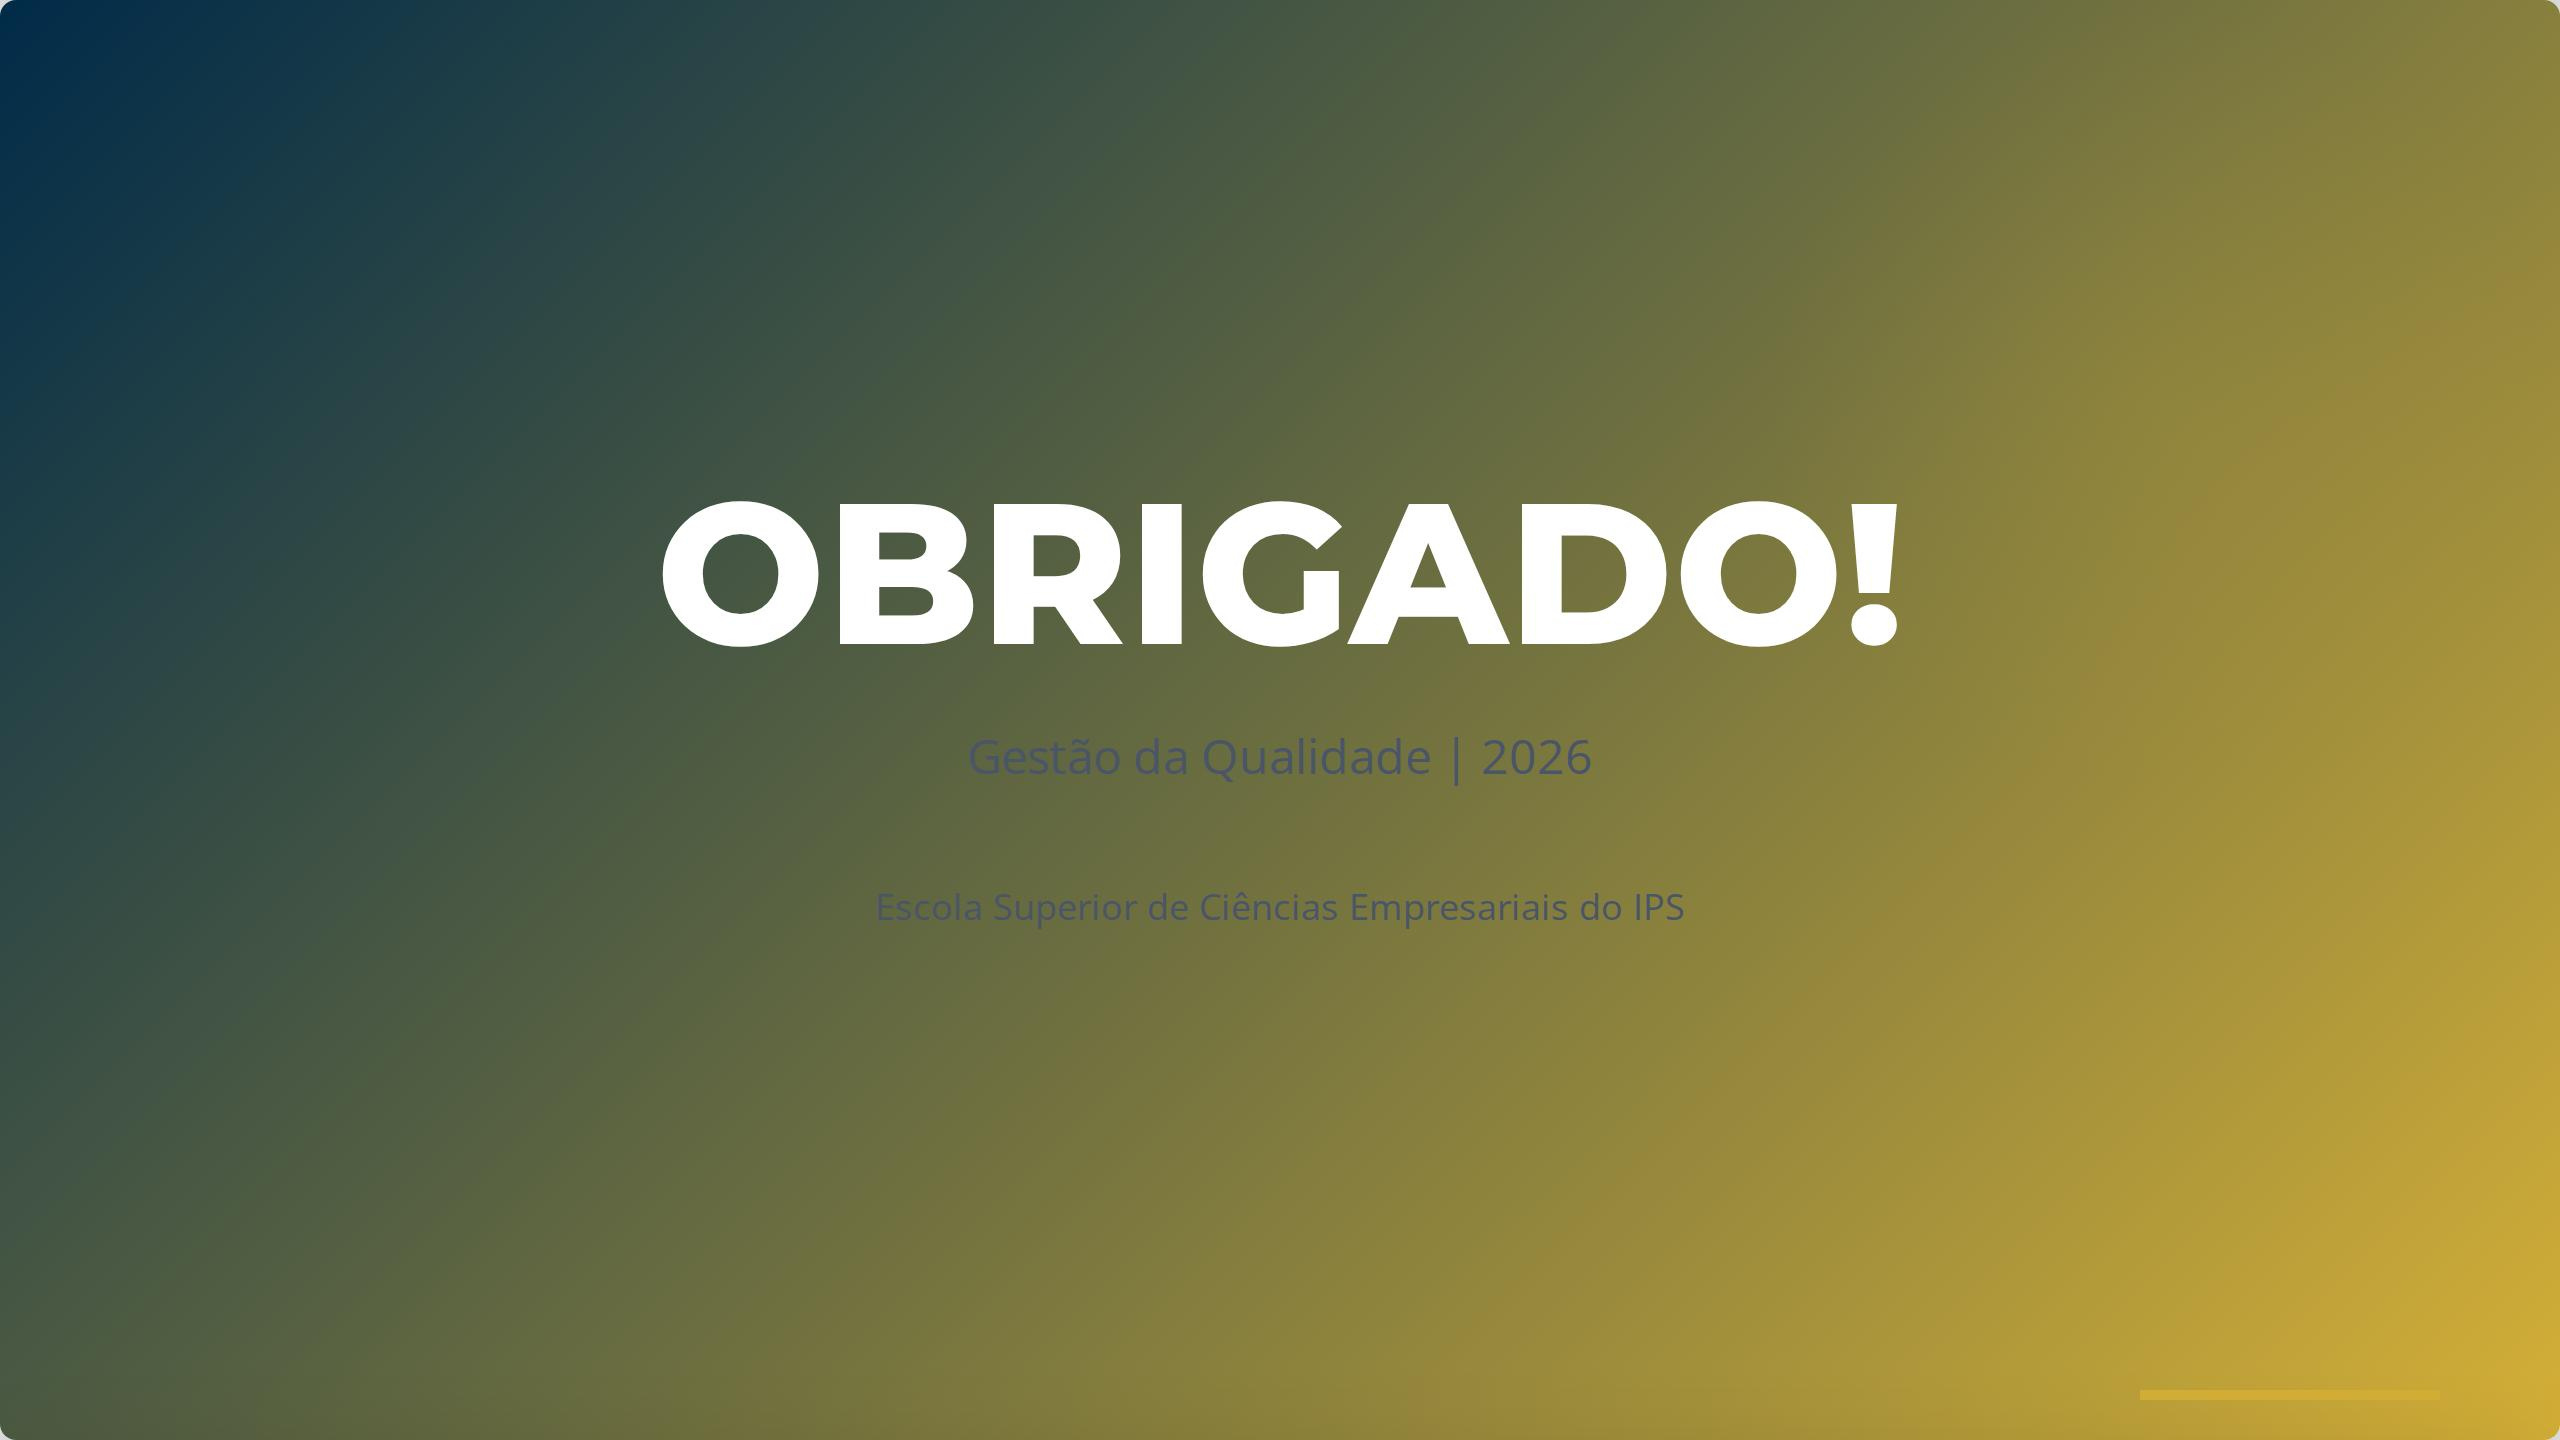 OBRIGADO!
Gestão da Qualidade | 2026
Escola Superior de Ciências Empresariais do IPS